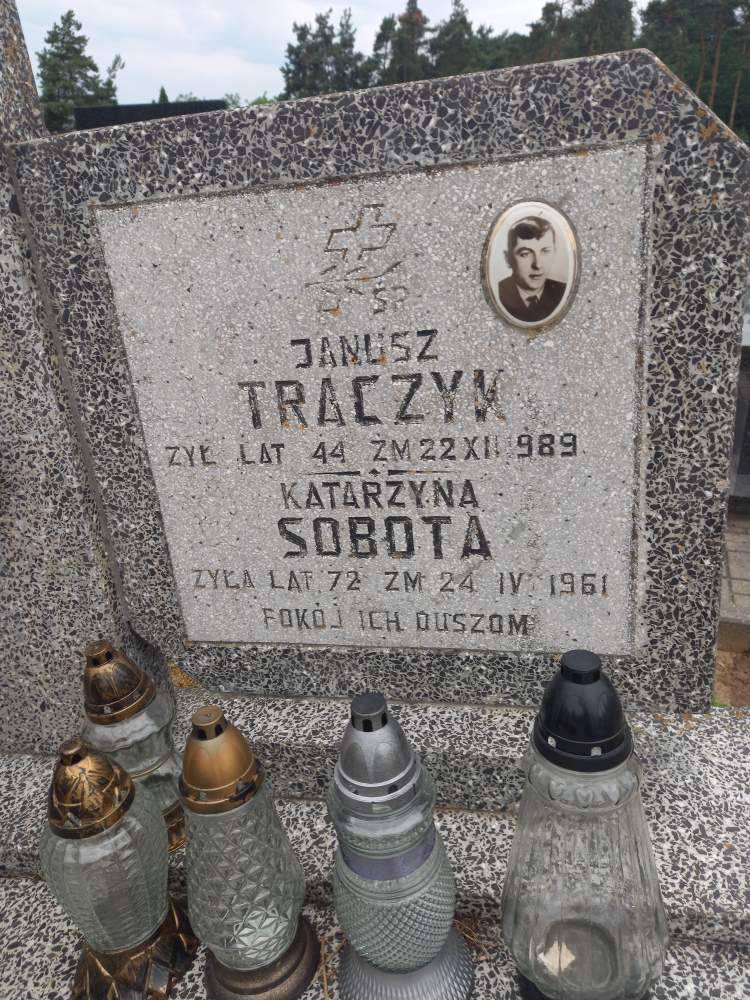 Ś P
JANUSZ
TRACZYK
ŻYŁ LAT 44 ZM 22 XII 1989
KATARZYNA
SOBOTA
ŻYŁA LAT 72 ZM 24 IV 1961
POKÓJ ICH DUSZOM